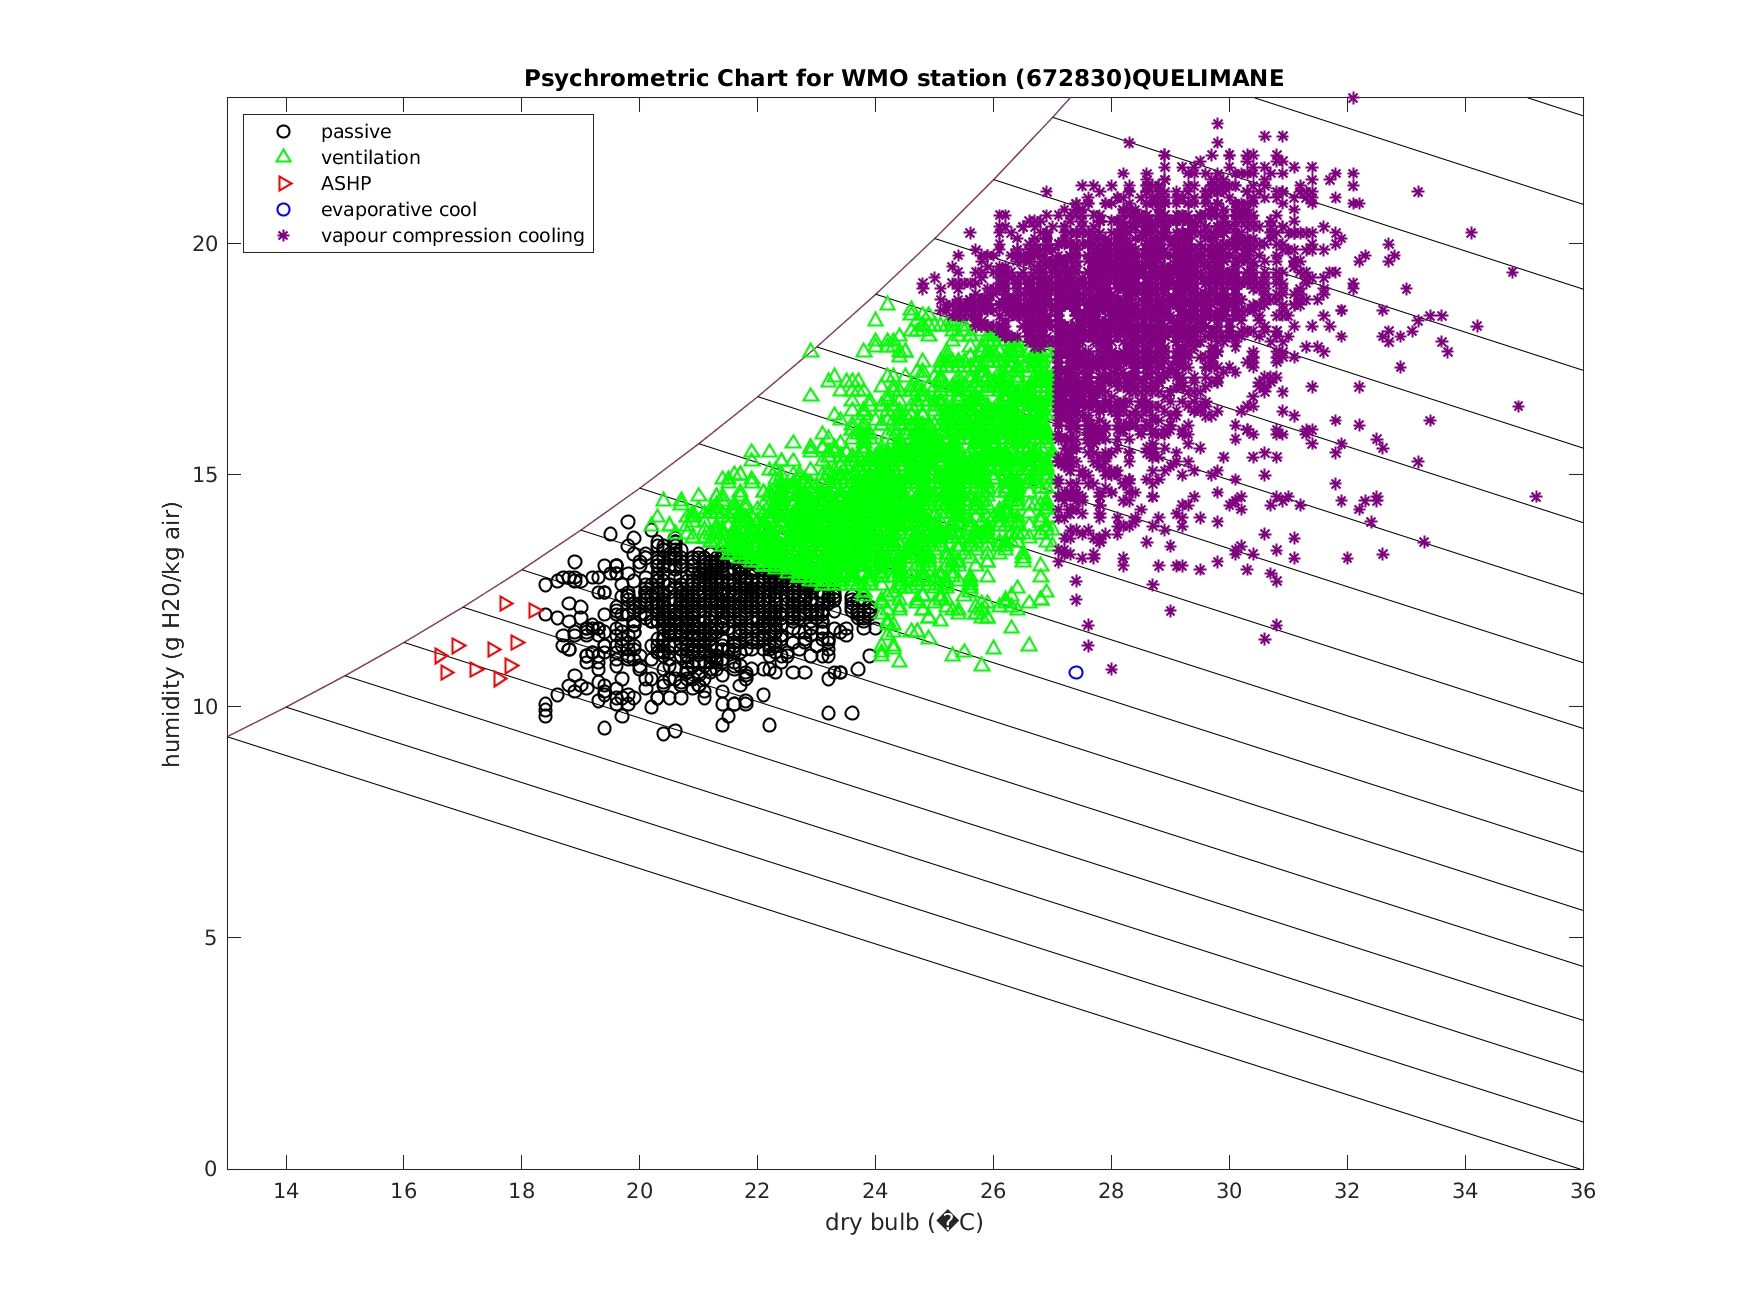 Psychrometric Chart for WMO station (672830)QUELIMANE
passive
ventilation
ASHP
evaporative cool
vapour compression cooling
humidity (g H20/kg air)
20
15
10
5
0
14 16 18 20 22 24 26 28 30 32 34 36
dry bulb (�C)